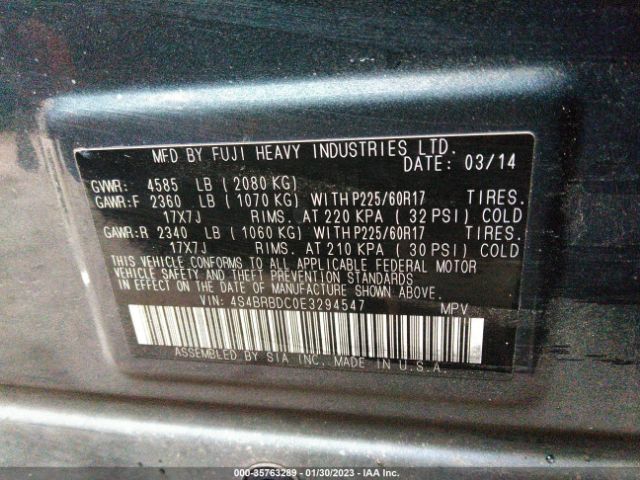 MFD BY FUJI HEAVY INDUSTRIES LTD.
DATE: 03/14
GVWR: 4585 LB (2080 KG)
GAWR:F 2360 LB (1070 KG) WITH P225/60R17 TIRES.
17X7J RIMS. AT 220 KPA (32 PSI) COLD
GAWR:R 2340 LB (1060 KG) WITH P225/60R17 TIRES.
17X7J RIMS. AT 210 KPA (30 PSI) COLD
THIS VEHICLE CONFORMS TO ALL APPLICABLE FEDERAL MOTOR
VEHICLE SAFETY AND THEFT PREVENTION STANDARDS
IN EFFECT ON THE DATE OF MANUFACTURE SHOWN ABOVE.
VIN: 4S4BRBDC0E3294547 MPV
ASSEMBLED BY SIA INC. MADE IN U.S.A.
000-35763289 - 01/30/2023 - IAA Inc.